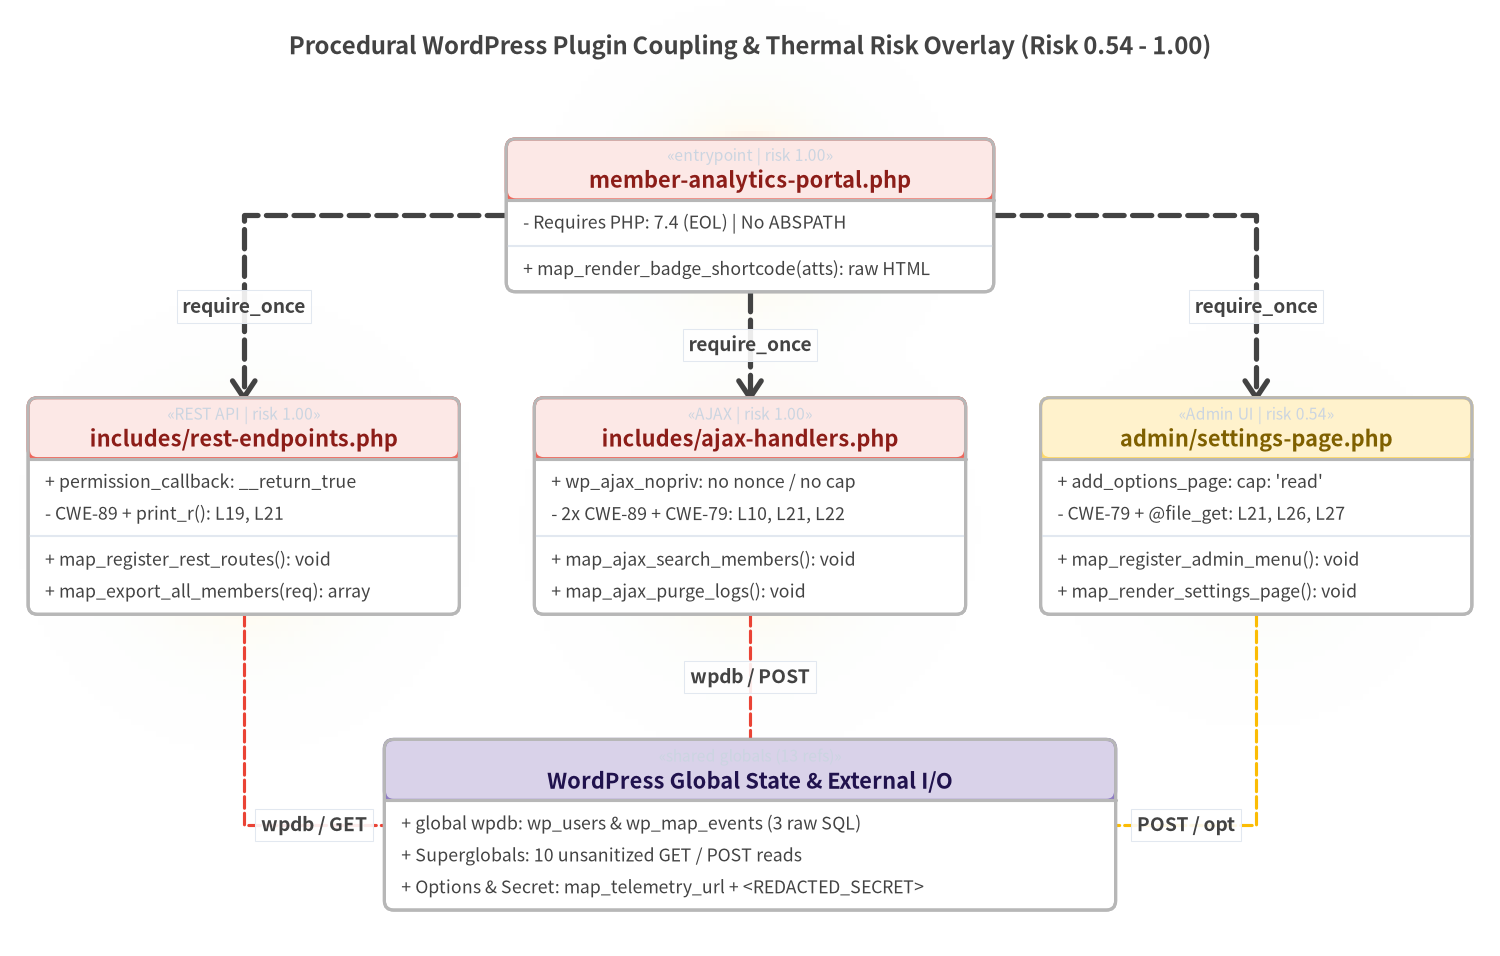 Procedural WordPress Plugin Coupling & Thermal Risk Overlay (Risk 0.54 - 1.00)
«entrypoint | risk 1.00»
member-analytics-portal.php
- Requires PHP: 7.4 (EOL) | No ABSPATH
+ map_render_badge_shortcode(atts): raw HTML
require_once
require_once
require_once
«REST API | risk 1.00»
includes/rest-endpoints.php
+ permission_callback: __return_true
- CWE-89 + print_r(): L19, L21
+ map_register_rest_routes(): void
+ map_export_all_members(req): array
«AJAX | risk 1.00»
includes/ajax-handlers.php
+ wp_ajax_nopriv: no nonce / no cap
- 2x CWE-89 + CWE-79: L10, L21, L22
+ map_ajax_search_members(): void
+ map_ajax_purge_logs(): void
«Admin UI | risk 0.54»
admin/settings-page.php
+ add_options_page: cap: 'read'
- CWE-79 + @file_get: L21, L26, L27
+ map_register_admin_menu(): void
+ map_render_settings_page(): void
wpdb / POST
wpdb / GET
POST / opt
«shared globals (13 refs)»
WordPress Global State & External I/O
+ global wpdb: wp_users & wp_map_events (3 raw SQL)
+ Superglobals: 10 unsanitized GET / POST reads
+ Options & Secret: map_telemetry_url + <REDACTED_SECRET>